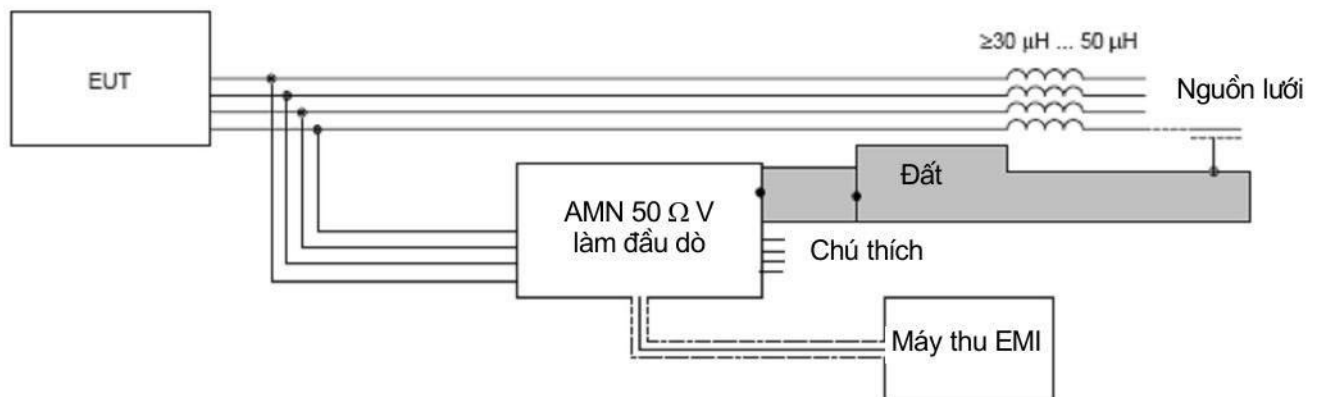 ≥30 μH ... 50 μH
EUT
Nguồn lưới
Đất
AMN 50 Ω V
làm đầu dò
Chú thích
Máy thu EMI